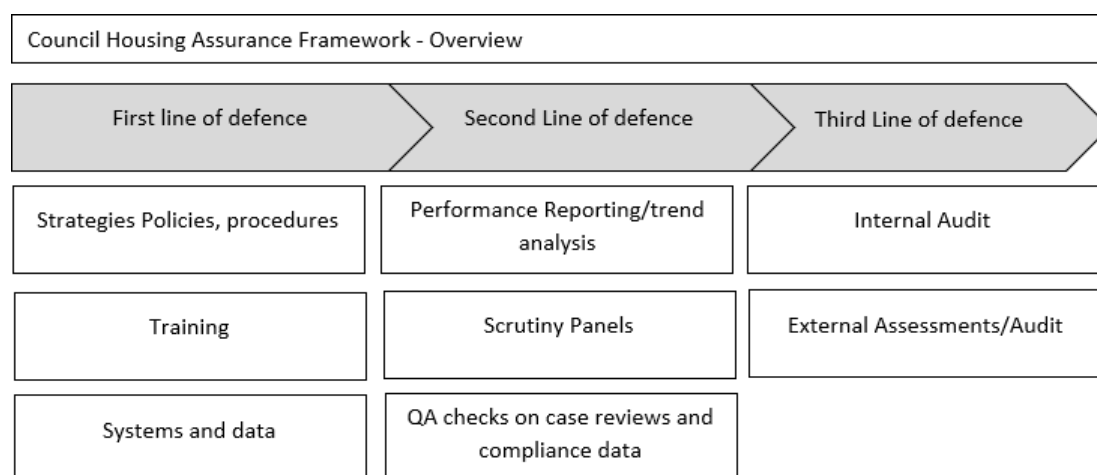 Council Housing Assurance Framework - Overview
First line of defence
Second Line of defence
Third Line of defence
Strategies Policies, procedures
Performance Reporting/trend
analysis
Internal Audit
Training
Scrutiny Panels
External Assessments/Audit
Systems and data
QA checks on case reviews and
compliance data